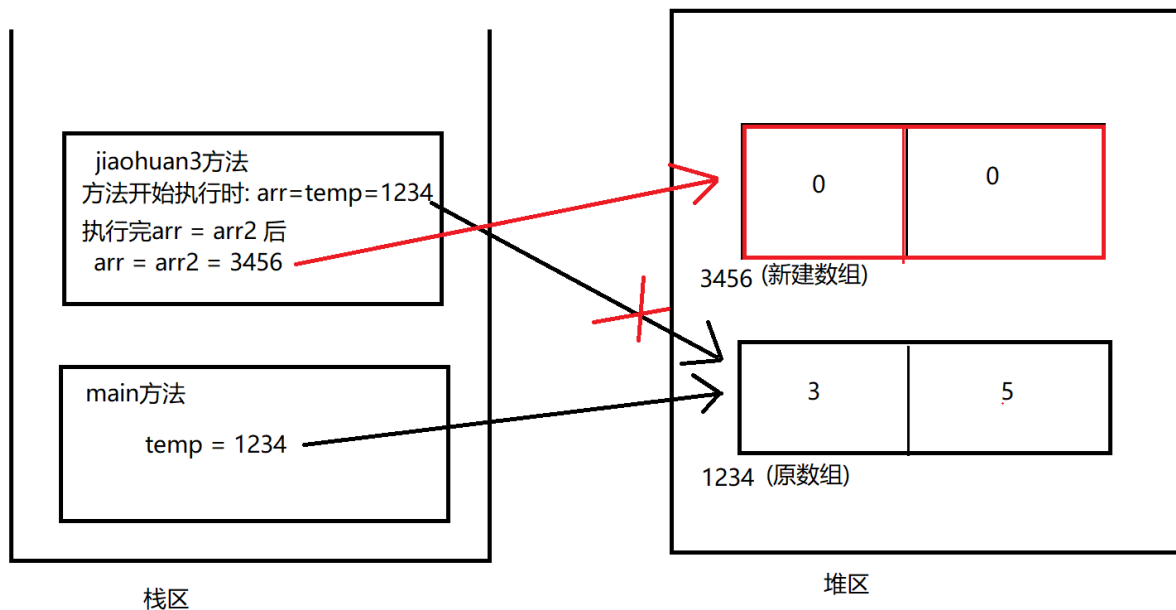 jiaohuan3方法
方法开始执行时: arr=temp=1234
执行完arr = arr2 后
arr = arr2 = 3456
main方法
temp = 1234
栈区
0 0
3456 (新建数组)
3 5
1234 (原数组)
堆区